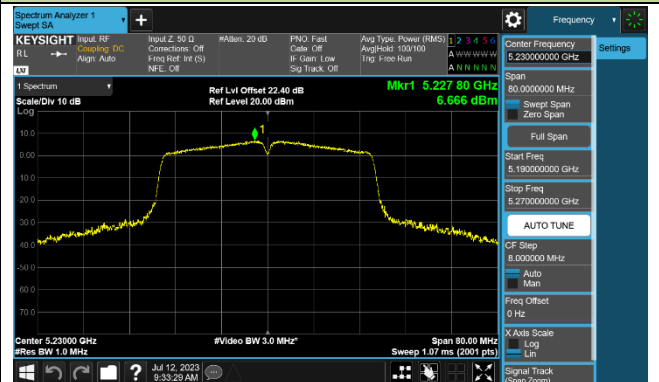 Spectrum Analyzer 1
Swept SA
Frequency
KEYSIGHT
RL
LXI
Input: RF
Coupling: DC
Align: Auto
Input Z: 50 Ω
Corrections: Off
Freq Ref: Int (S)
NFE: Off
#Atten: 20 dB
PNO: Fast
Gate: Off
IF Gain: Low
Sig Track: Off
Avg Type: Power (RMS)
Avg|Hold: 100/100
Trig: Free Run
1 2 3 4 5 6
A W W W W W
A N N N N N
1 Spectrum
Scale/Div 10 dB
Log
Ref Lvl Offset 22.40 dB
Ref Level 20.00 dBm
Mkr1 5.227 80 GHz
6.666 dBm
1
10.0
0.00
-10.0
-20.0
-30.0
-40.0
-50.0
-60.0
-70.0
Center 5.23000 GHz
#Res BW 1.0 MHz
#Video BW 3.0 MHz*
Span 80.00 MHz
Sweep 1.07 ms (2001 pts)
Jul 12, 2023
9:33:29 AM
Center Frequency
5.230000000 GHz
Span
80.0000000 MHz
Swept Span
Zero Span
Full Span
Start Freq
5.190000000 GHz
Stop Freq
5.270000000 GHz
AUTO TUNE
CF Step
8.000000 MHz
Auto
Man
Freq Offset
0 Hz
X Axis Scale
Log
Lin
Signal Track
(Span Zoom)
Settings